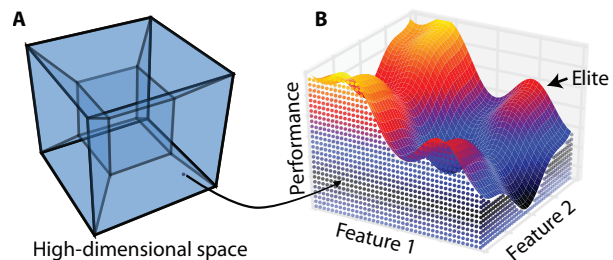 A
High-dimensional space
B
Performance
Elite
Feature 1
Feature 2